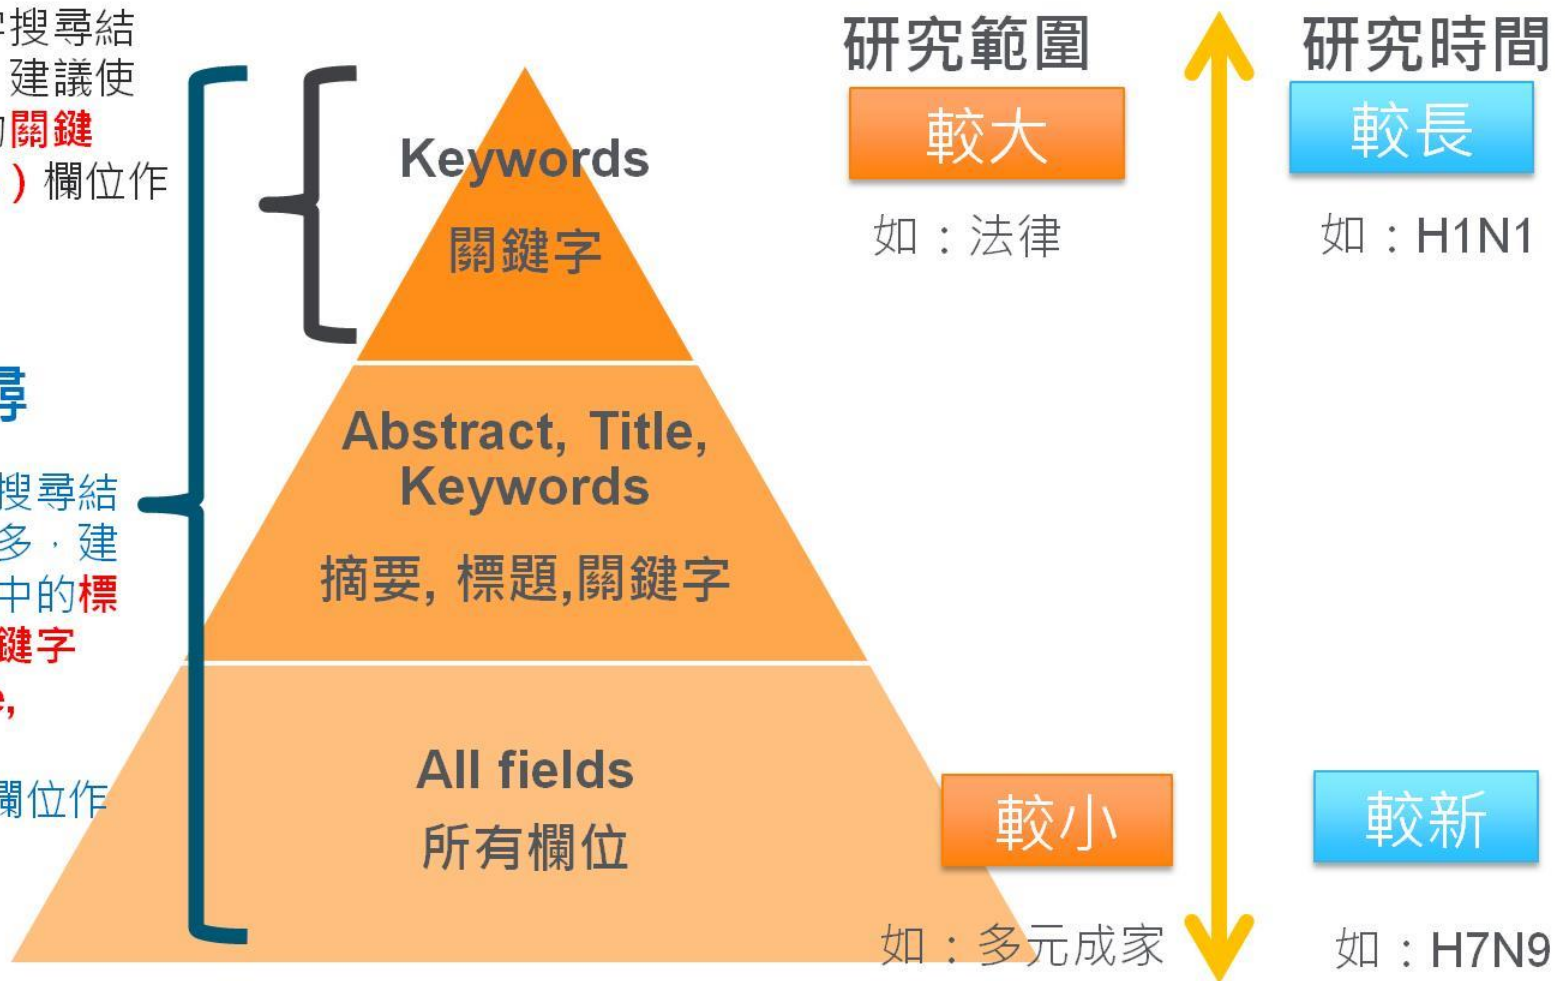 字搜尋結
建議使
的關鍵
）欄位作
尋
搜尋結
多，建
中的標
鍵字
e,
欄位作
Keywords
關鍵字
Abstract, Title,
Keywords
摘要, 標題,關鍵字
All fields
所有欄位
研究範圍
較大
如：法律
較小
如：多元成家
研究時間
較長
如：H1N1
較新
如：H7N9